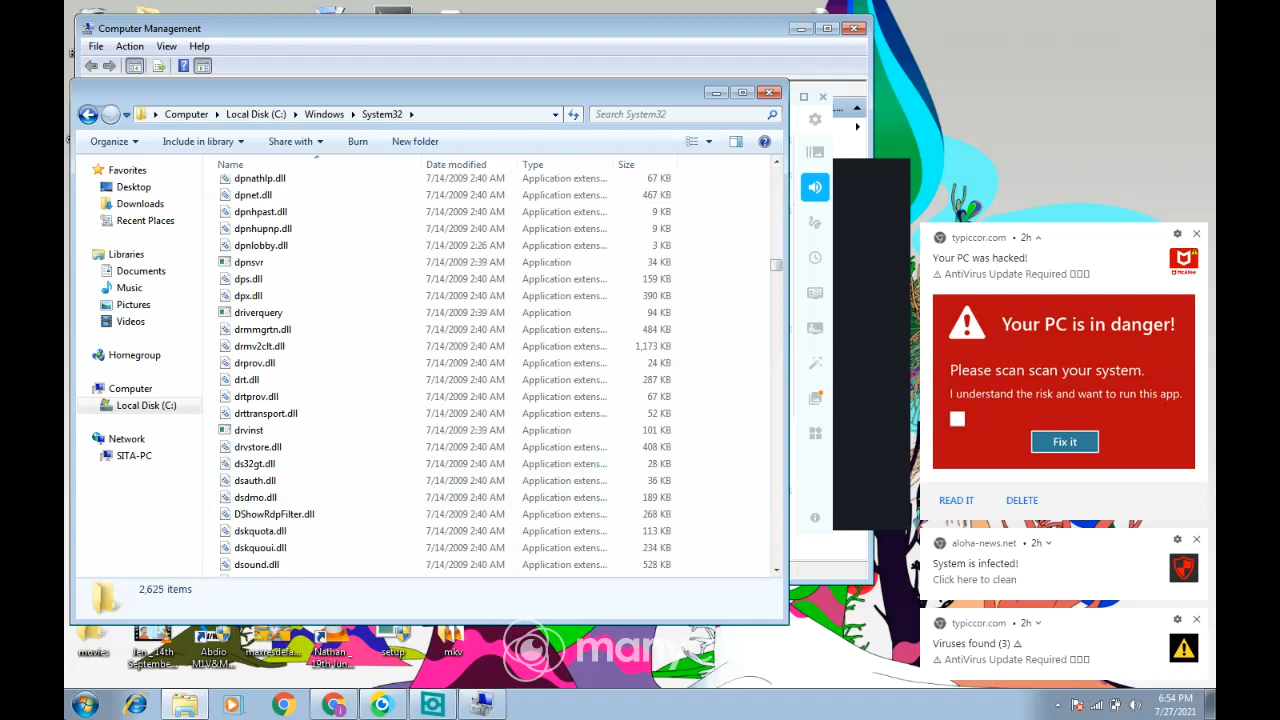 Computer Management
File Action View Help
Computer Local Disk (C:) Windows System32
Search System32
Organize Include in library Share with Burn New folder
Favorites
Desktop
Downloads
Recent Places
Libraries
Documents
Music
Pictures
Videos
Homegroup
Computer
Local Disk (C:)
Network
SITA-PC
Name Date modified Type Size
dpnathlp.dll 7/14/2009 2:40 AM Application extens... 67 KB
dpnet.dll 7/14/2009 2:40 AM Application extens... 467 KB
dpnhpast.dll 7/14/2009 2:40 AM Application extens... 9 KB
dpnhupnp.dll 7/14/2009 2:40 AM Application extens... 9 KB
dpnlobby.dll 7/14/2009 2:26 AM Application extens... 3 KB
dpnsvr 7/14/2009 2:39 AM Application 34 KB
dps.dll 7/14/2009 2:40 AM Application extens... 159 KB
dpx.dll 7/14/2009 2:40 AM Application extens... 390 KB
driverquery 7/14/2009 2:39 AM Application 94 KB
drmmgrtn.dll 7/14/2009 2:40 AM Application extens... 484 KB
drmv2clt.dll 7/14/2009 2:40 AM Application extens... 1,173 KB
drprov.dll 7/14/2009 2:40 AM Application extens... 24 KB
drt.dll 7/14/2009 2:40 AM Application extens... 287 KB
drtprov.dll 7/14/2009 2:40 AM Application extens... 67 KB
drttransport.dll 7/14/2009 2:40 AM Application extens... 52 KB
drvinst 7/14/2009 2:39 AM Application 101 KB
drvstore.dll 7/14/2009 2:40 AM Application extens... 408 KB
ds32gt.dll 7/14/2009 2:40 AM Application extens... 28 KB
dsauth.dll 7/14/2009 2:40 AM Application extens... 36 KB
dsdmo.dll 7/14/2009 2:40 AM Application extens... 189 KB
DShowRdpFilter.dll 7/14/2009 2:40 AM Application extens... 268 KB
dskquota.dll 7/14/2009 2:40 AM Application extens... 113 KB
dskquoui.dll 7/14/2009 2:40 AM Application extens... 234 KB
dsound.dll 7/14/2009 2:40 AM Application extens... 528 KB
2,625 items
typiccor.com • 2h
Your PC was hacked!
⚠ AntiVirus Update Required
McAfee
Your PC is in danger!
Please scan scan your system.
I understand the risk and want to run this app.
Fix it
READ IT DELETE
aloha-news.net • 2h
System is infected!
Click here to clean
typiccor.com • 2h
Viruses found (3) ⚠
⚠ AntiVirus Update Required
movies
Abdio
setup
mkv
September...
M1V&M...
Nathan _
19th Jun...
many
6:54 PM
7/27/2021